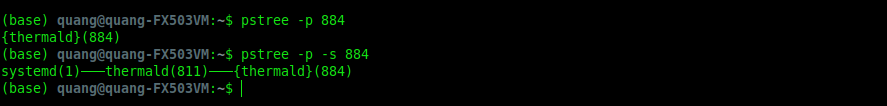 (base) quang@quang-FX503VM:~$ pstree -p 884
{thermald}(884)
(base) quang@quang-FX503VM:~$ pstree -p -s 884
systemd(1)───thermald(811)───{thermald}(884)
(base) quang@quang-FX503VM:~$